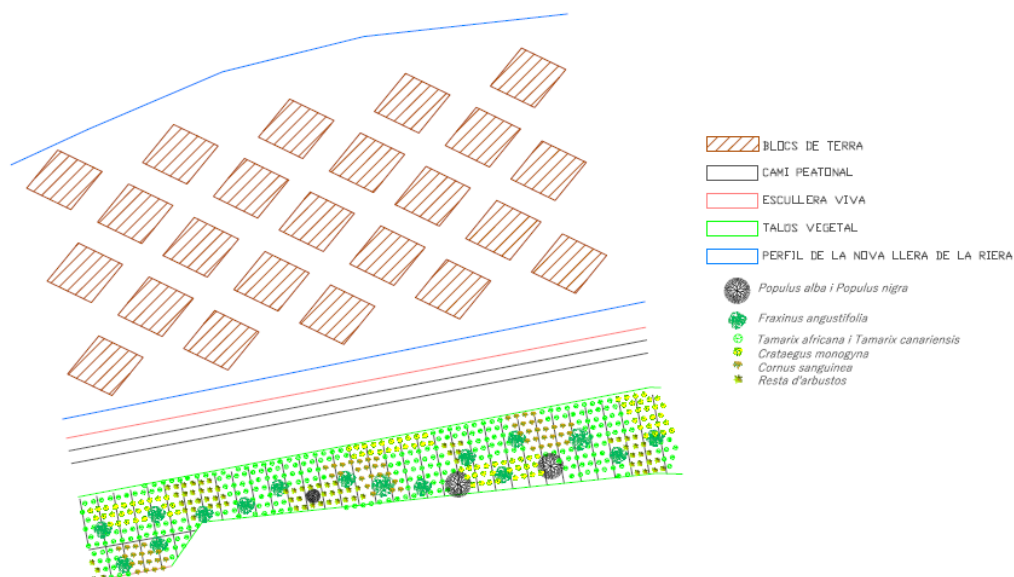 BLOCS DE TERRA
CAMI PEATONAL
ESCULLERA VIVA
TALUS VEGETAL
PERFIL DE LA NOVA LLERA DE LA RIERA
Populus alba i Populus nigra
Fraxinus angustifolia
Tamarix africana i Tamarix canariensis
Crataegus monogyna
Cornus sanguinea
Resta d'arbustos